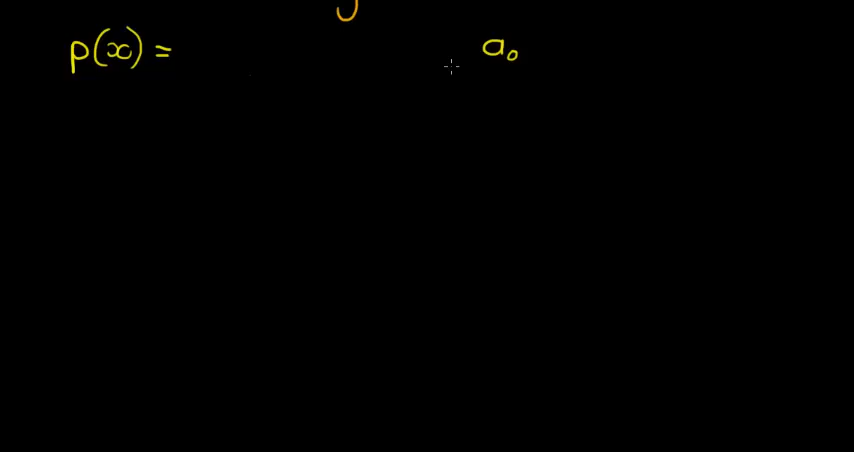 p(x) = a₀